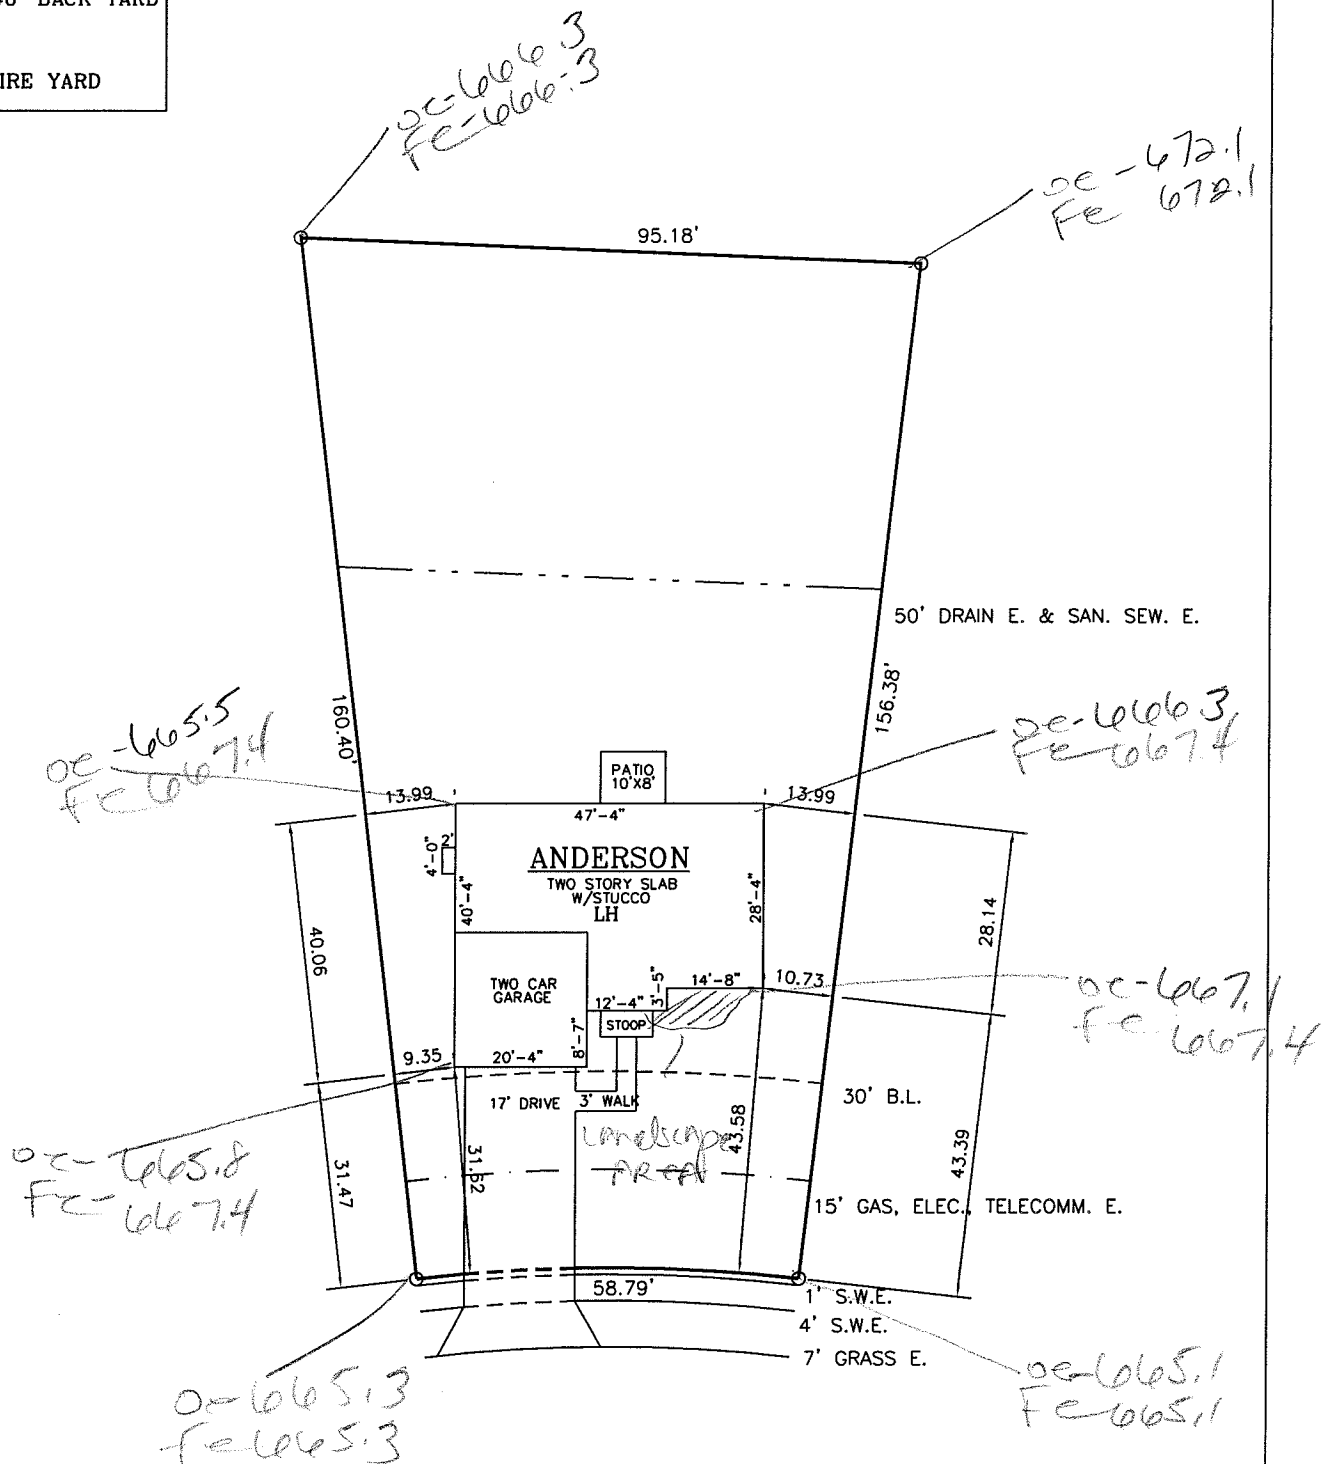 BACK YARD
IRE YARD
oe-666.3
Fe-666.3
oe-672.1
Fe 672.1
95.18'
50' DRAIN E. & SAN. SEW. E.
160.40'
156.38'
oe-665.5
Fe 667.4
oe-666.3
Fe-667.4
PATIO
10'X8'
13.99
13.99
47'-4"
4'-0"
2'
ANDERSON
TWO STORY SLAB
W/STUCCO
LH
40'-4"
28'-4"
40.06
28.14
TWO CAR
GARAGE
12'-4"
3'-5"
14'-8"
10.73
STOOP
8'-7"
oe-667.1
Fe 667.4
9.35
20'-4"
17' DRIVE
3' WALK
30' B.L.
Landscape
AREA
43.58
43.39
oe-665.8
Fe-667.4
31.47
31.62
15' GAS, ELEC., TELECOMM. E.
58.79'
1' S.W.E.
4' S.W.E.
7' GRASS E.
oe-665.3
Fe-665.3
oe-665.1
Fe-665.1